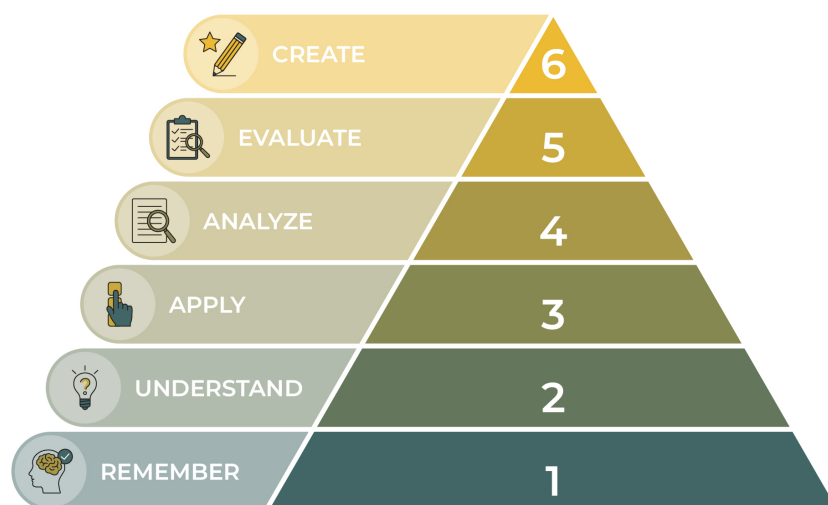 CREATE 6
EVALUATE 5
ANALYZE 4
APPLY 3
UNDERSTAND 2
REMEMBER 1